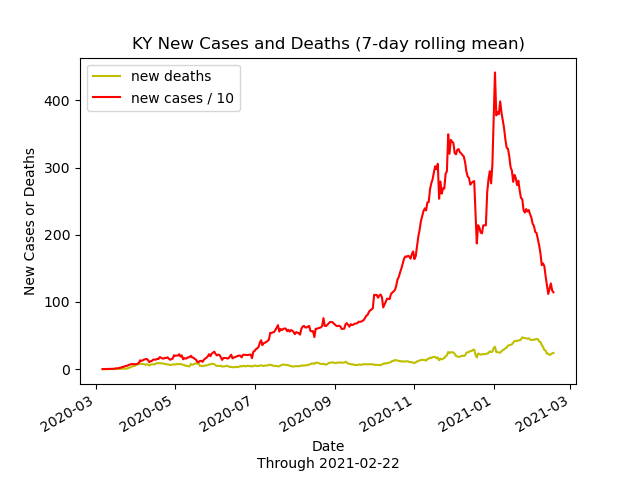 KY New Cases and Deaths (7-day rolling mean)
new deaths
new cases / 10
New Cases or Deaths
400
300
200
100
0
2020-03
2020-05
2020-07
2020-09
2020-11
2021-01
2021-03
Date
Through 2021-02-22